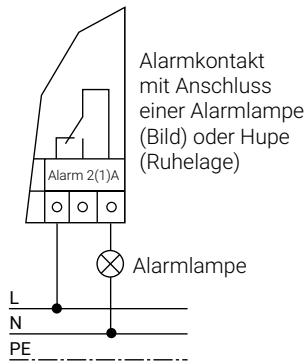 Alarmkontakt
mit Anschluss
einer Alarmlampe
(Bild) oder Hupe
(Ruhelage)
Alarm 2(1)A
Alarmlampe
L
N
PE